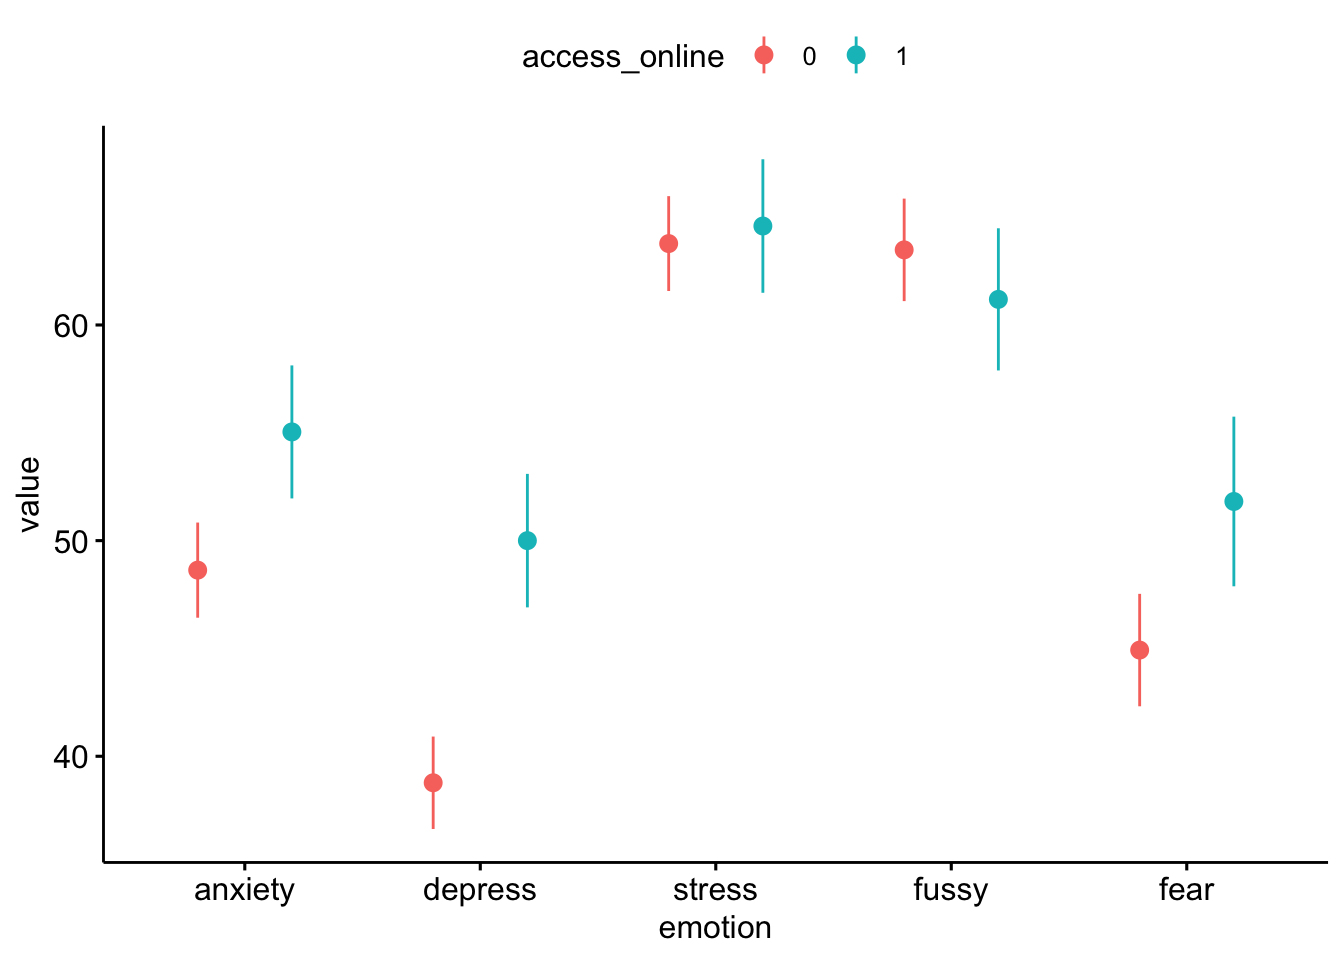 access_online 0 1
60
50
40
value
anxiety depress stress fussy fear
emotion